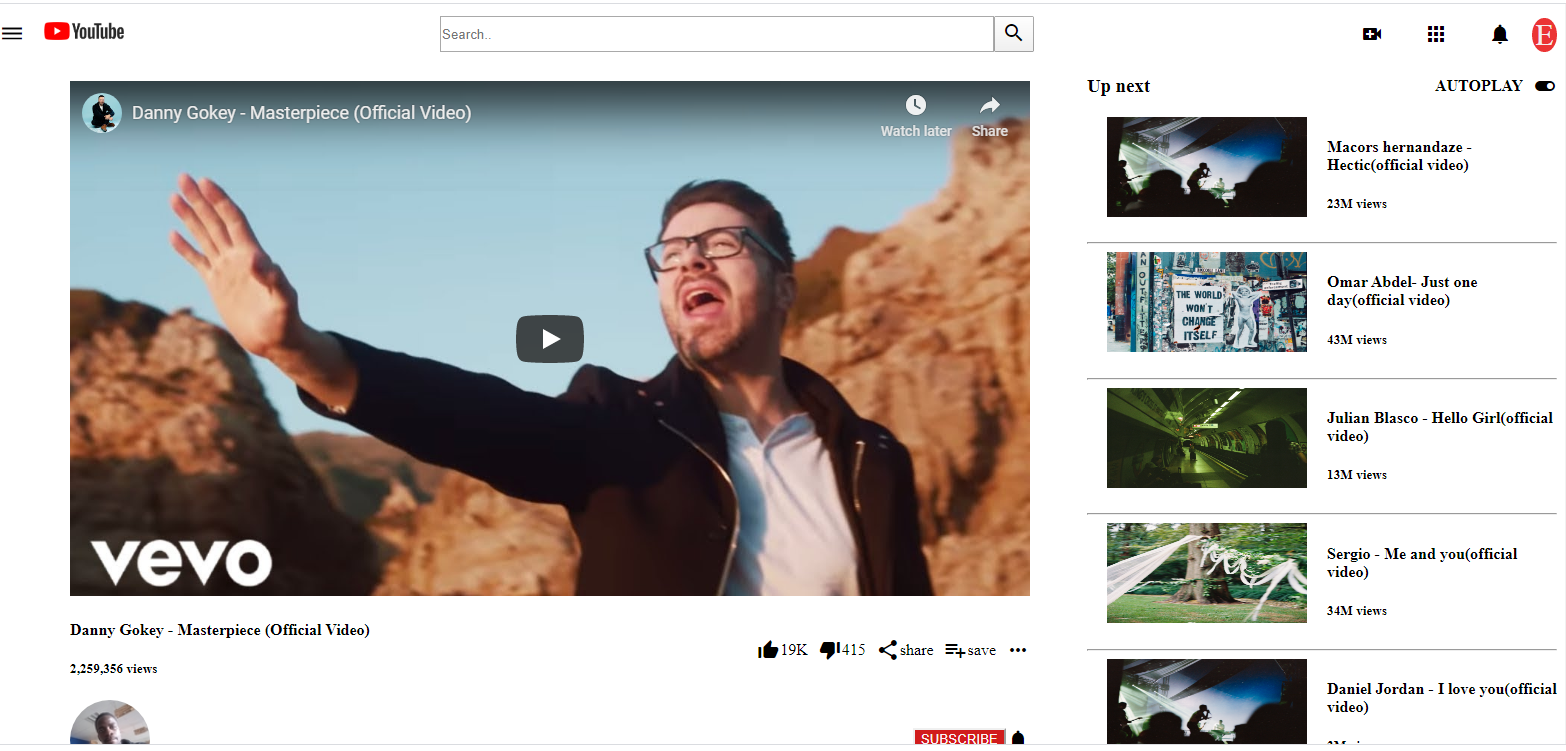 YouTube
Search..
E
Danny Gokey - Masterpiece (Official Video)
Watch later
Share
vevo
Danny Gokey - Masterpiece (Official Video)
2,259,356 views
19K
415
share
save
SUBSCRIBE
Up next
AUTOPLAY
Macors hernandaze -
Hectic(official video)
23M views
THE WORLD
WON'T
CHANGE
ITSELF
Omar Abdel- Just one
day(official video)
43M views
Julian Blasco - Hello Girl(official
video)
13M views
Sergio - Me and you(official
video)
34M views
Daniel Jordan - I love you(official
video)